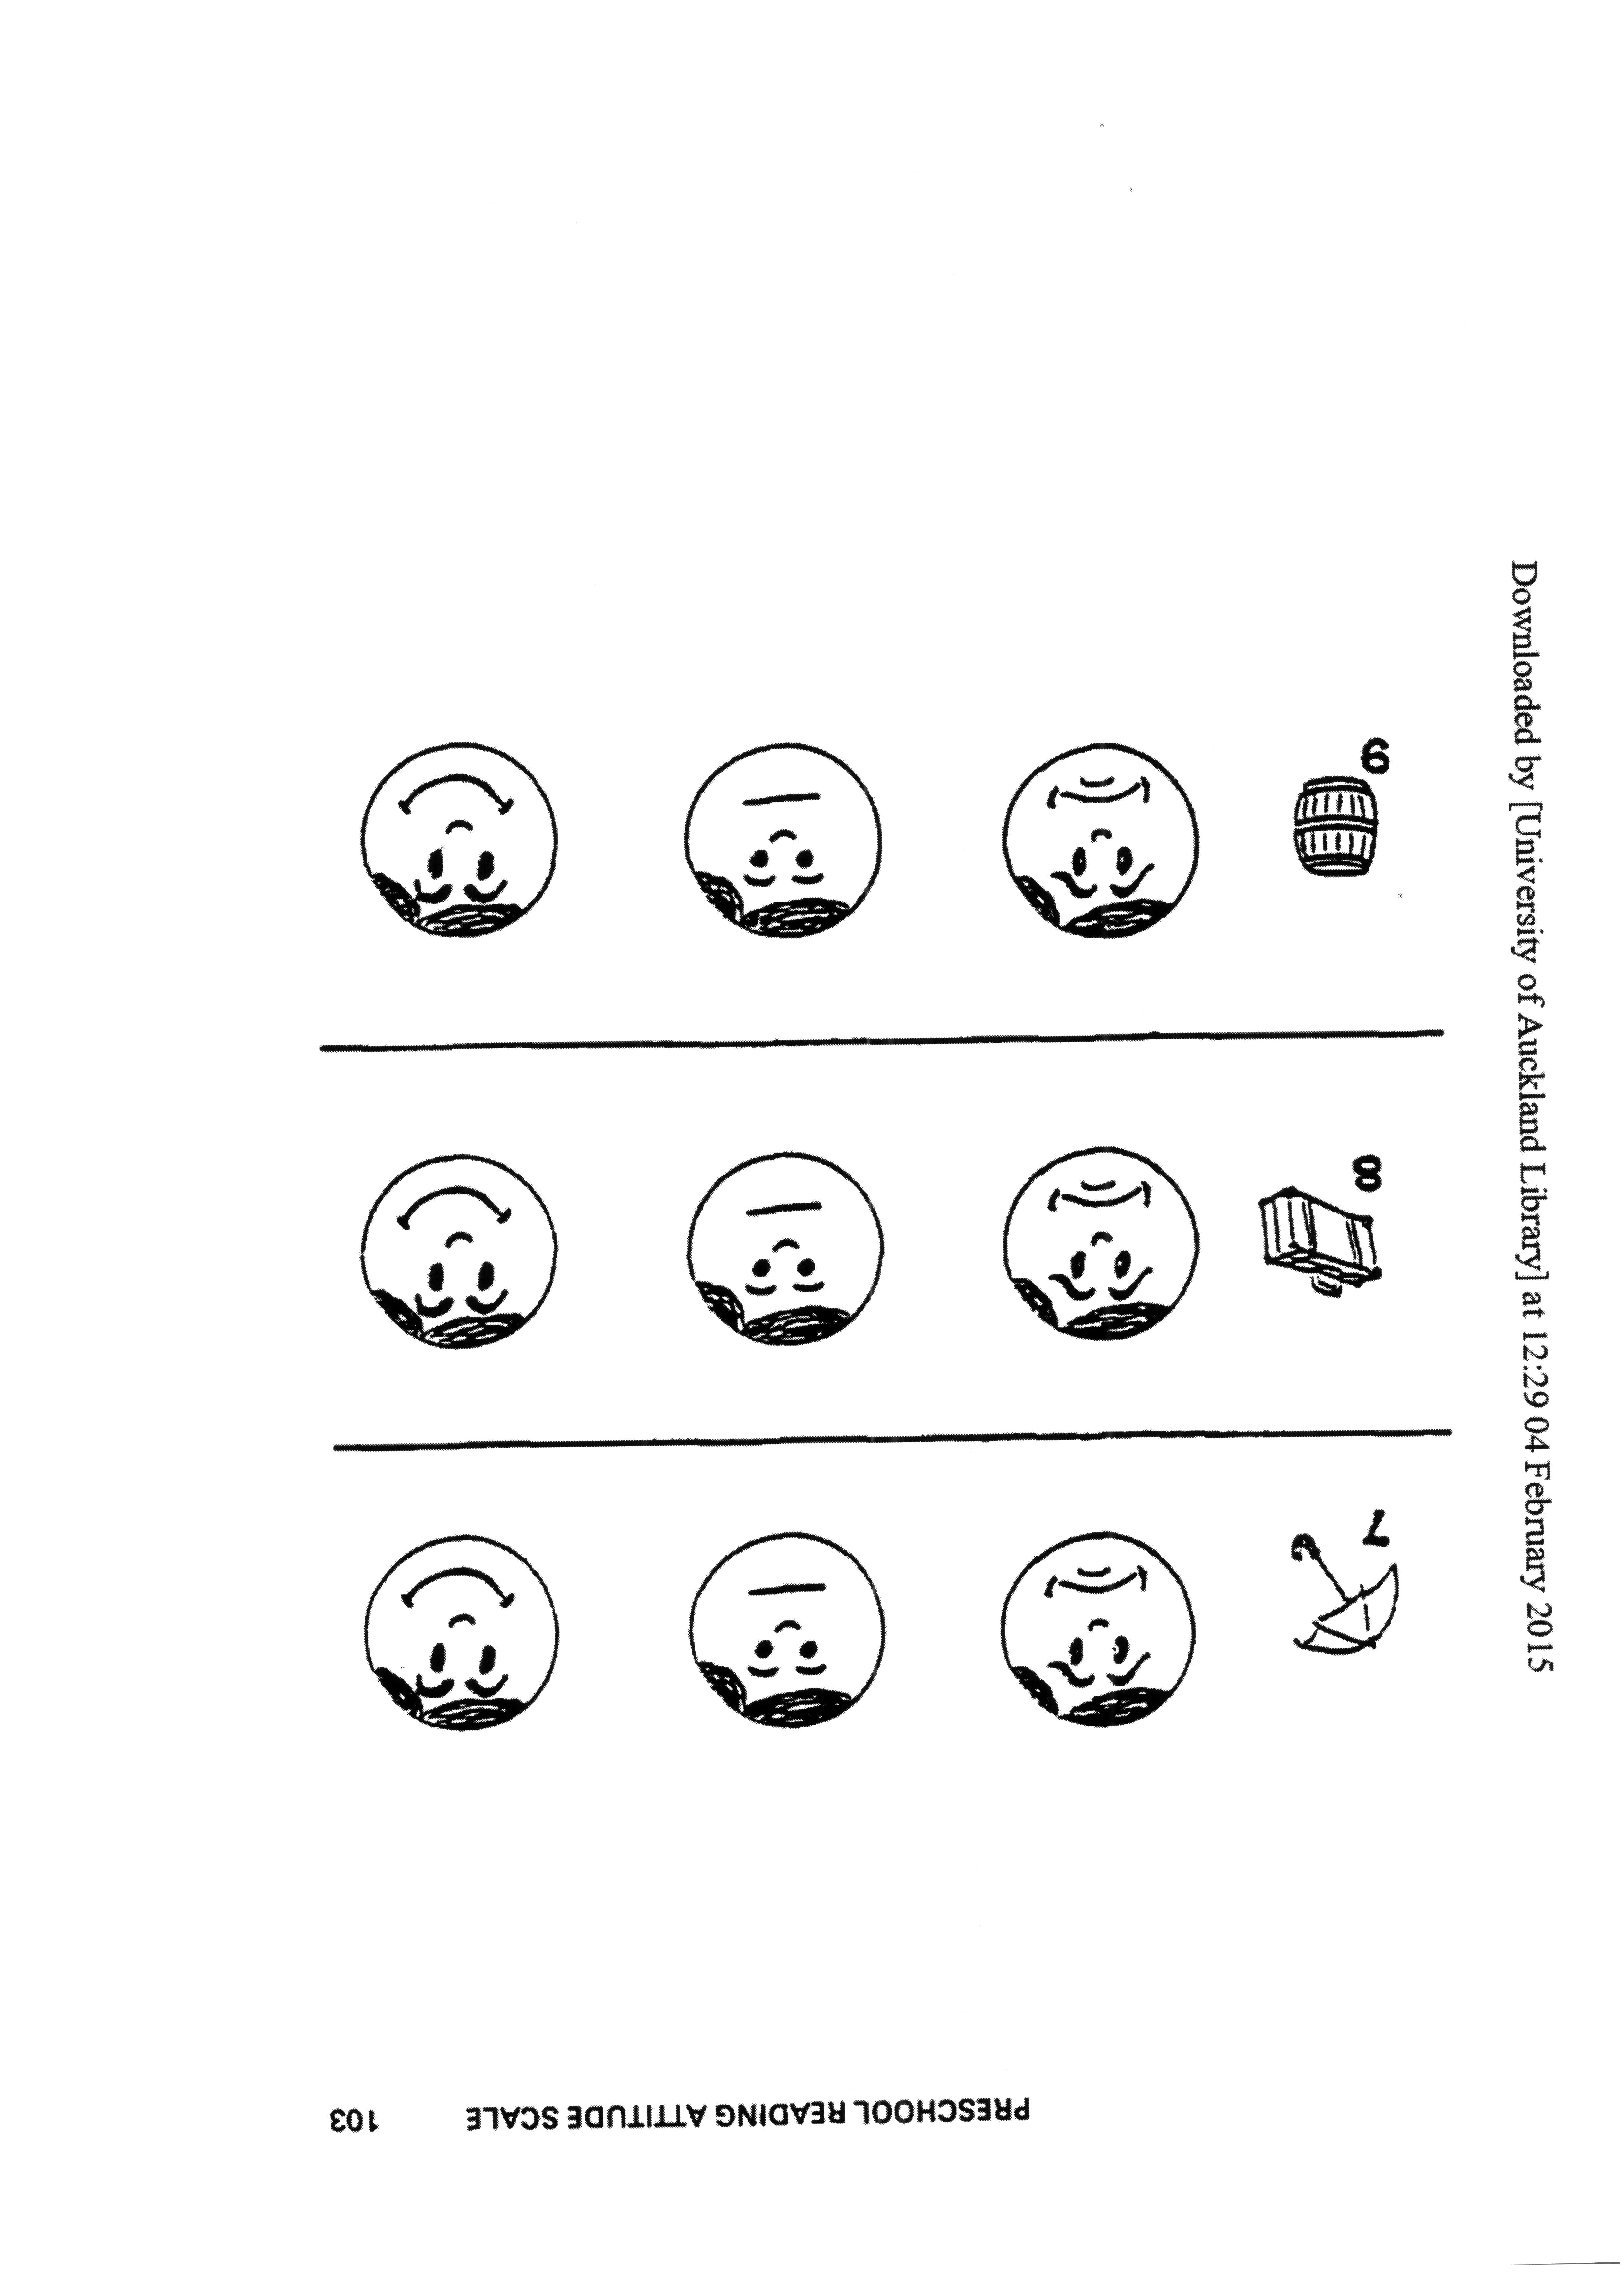 PRESCHOOL READING ATTITUDE SCALE 103
7
8
9
Downloaded by [University of Auckland Library] at 12:29 04 February 2015